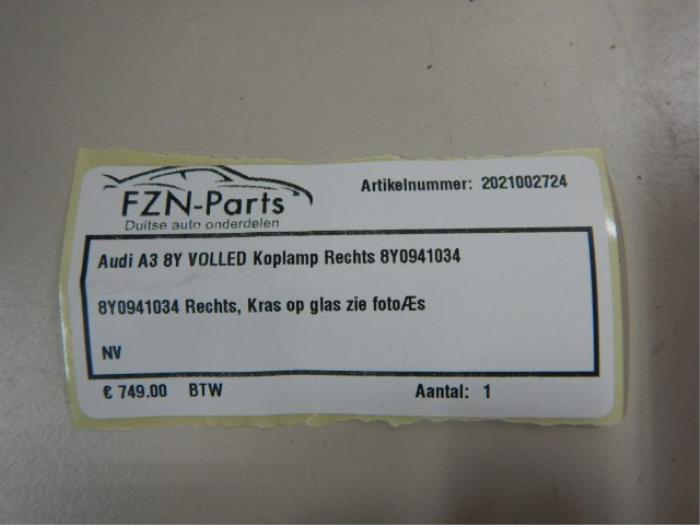 FZN-Parts
Duitse auto onderdelen
Artikelnummer: 2021002724
Audi A3 8Y VOLLED Koplamp Rechts 8Y0941034
8Y0941034 Rechts, Kras op glas zie fotoÆs
NV
€ 749.00 BTW Aantal: 1